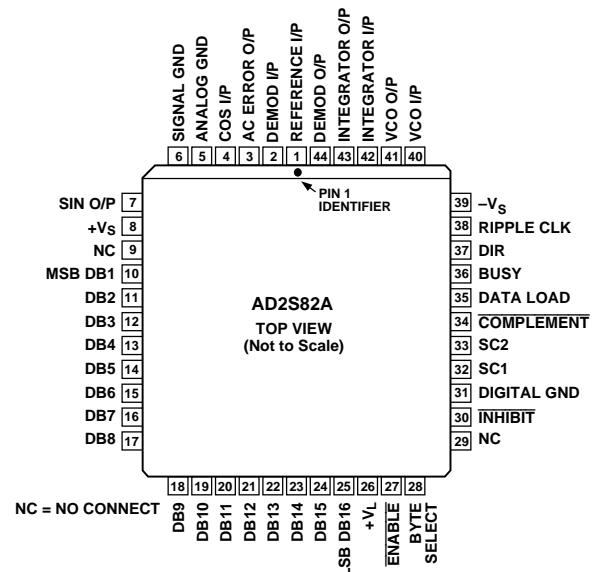 SIGNAL GND
ANALOG GND
COS I/P
AC ERROR O/P
DEMOD I/P
REFERENCE I/P
DEMOD O/P
INTEGRATOR O/P
INTEGRATOR I/P
VCO O/P
VCO I/P
6 5 4 3 2 1 44 43 42 41 40
PIN 1
IDENTIFIER
SIN O/P 7
+VS 8
NC 9
MSB DB1 10
DB2 11
DB3 12
DB4 13
DB5 14
DB6 15
DB7 16
DB8 17
AD2S82A
TOP VIEW
(Not to Scale)
39 –VS
38 RIPPLE CLK
37 DIR
36 BUSY
35 DATA LOAD
34 COMPLEMENT
33 SC2
32 SC1
31 DIGITAL GND
30 INHIBIT
29 NC
18 19 20 21 22 23 24 25 26 27 28
NC = NO CONNECT
DB9
DB10
DB11
DB12
DB13
DB14
DB15
LSB DB16
+VL
ENABLE
BYTE
SELECT